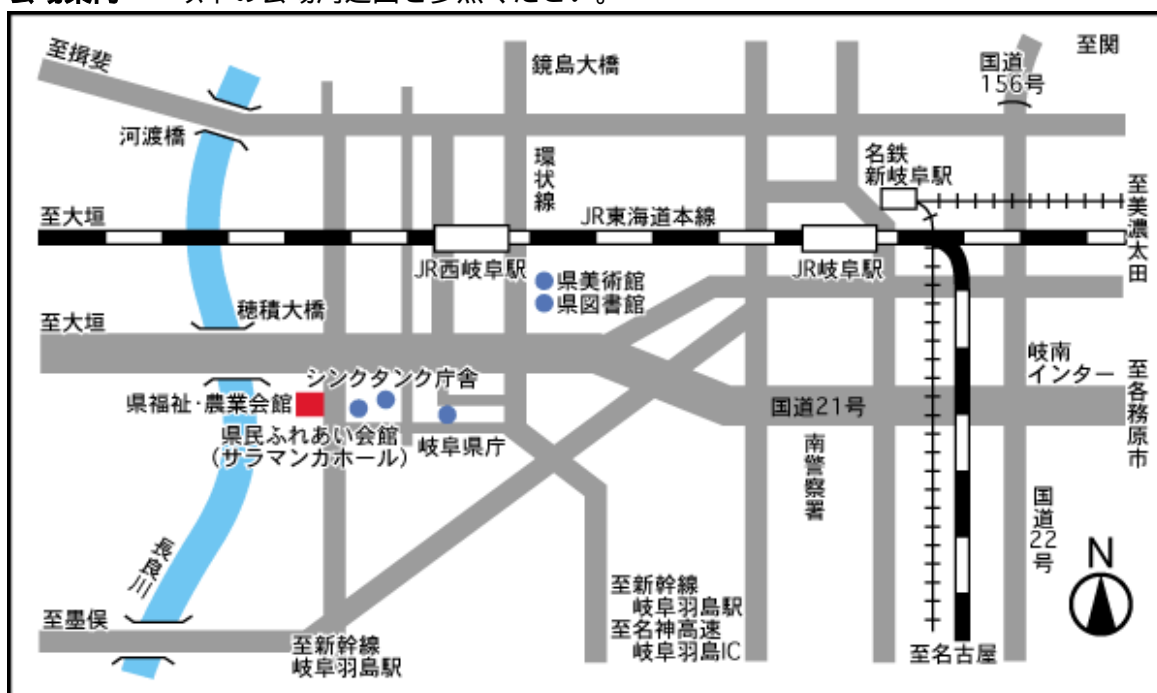 至揖斐
鏡島大橋
国道
156号
至関
河渡橋
環状線
名鉄
新岐阜駅
至美濃太田
至大垣
JR東海道本線
JR西岐阜駅
JR岐阜駅
県美術館
県図書館
穂積大橋
至大垣
岐南
インター
至各務原市
シンクタンク庁舎
県福祉・農業会館
国道21号
県民ふれあい会館
(サラマンカホール)
岐阜県庁
南警察署
国道22号
長良川
N
至墨俣
至新幹線
岐阜羽島駅
至新幹線
岐阜羽島駅
至名神高速
岐阜羽島IC
至名古屋